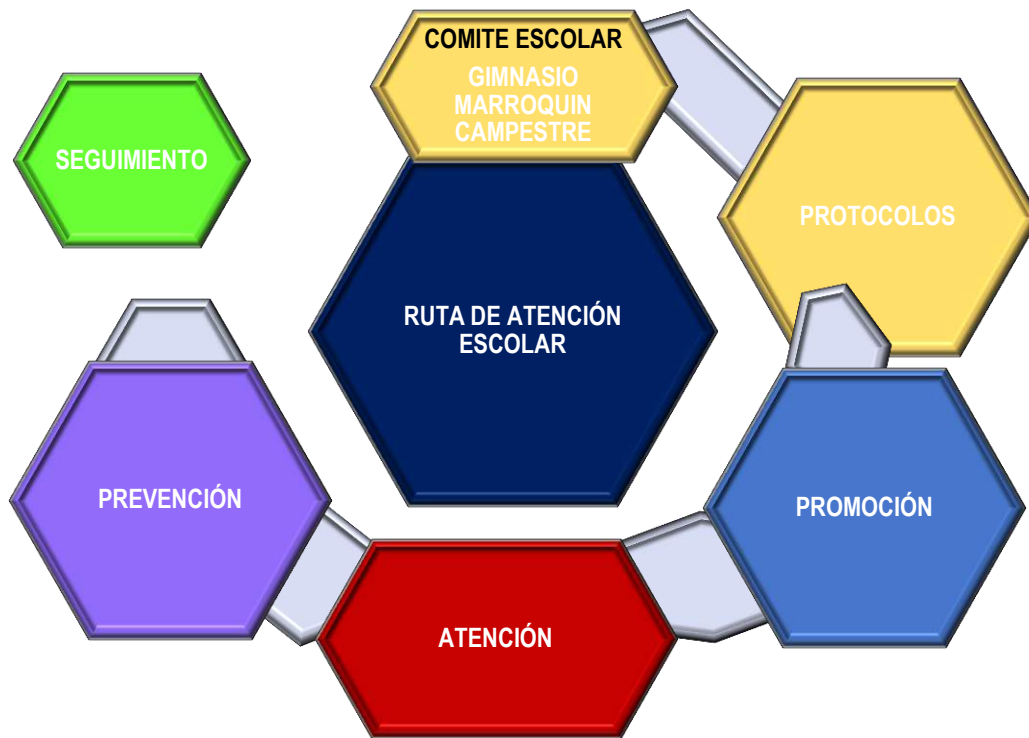 COMITE ESCOLAR
GIMNASIO
MARROQUIN
CAMPESTRE
SEGUIMIENTO
PROTOCOLOS
RUTA DE ATENCIÓN
ESCOLAR
PREVENCIÓN
PROMOCIÓN
ATENCIÓN